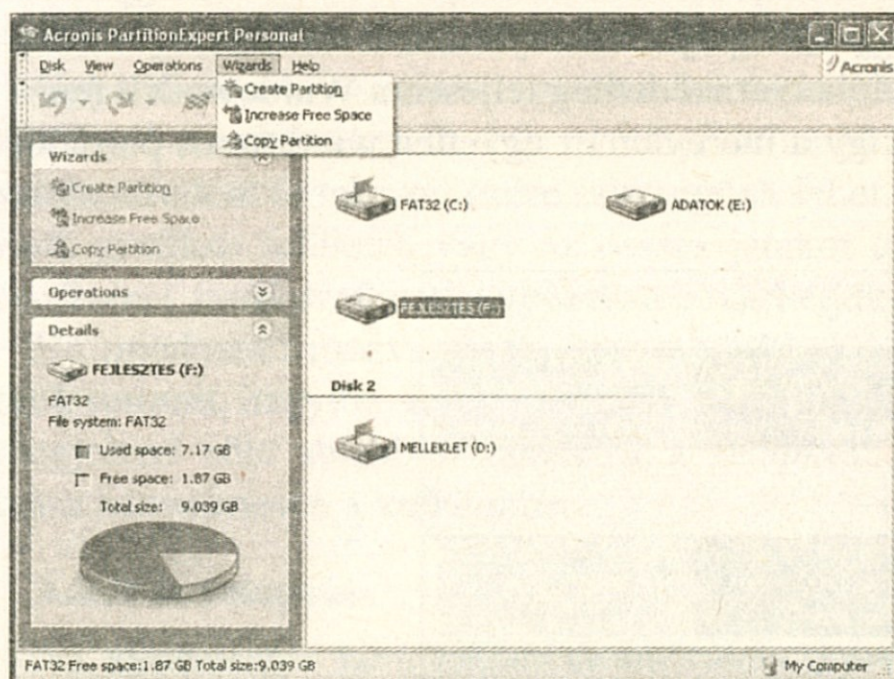 Acronis PartitionExpert Personal
Disk View Operations Wizards Help
Acronis
Create Partition
Increase Free Space
Copy Partition
Wizards
Create Partition
Increase Free Space
Copy Partition
Operations
Details
FEJLESZTES (F:)
FAT32
File system: FAT32
Used space: 7.17 GB
Free space: 1.87 GB
Total size: 9.039 GB
FAT32 (C:)
ADATOK (E:)
FEJLESZTES (F:)
Disk 2
MELLEKLET (D:)
FAT32 Free space:1.87 GB Total size:9.039 GB
My Computer